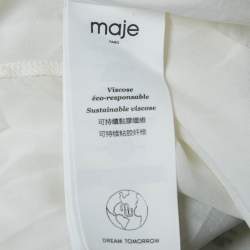 maje
PARIS
Viscose
éco-responsable
Sustainable viscose
可持續黏膠纖維
可持续粘胶纤维
DREAM TOMORROW